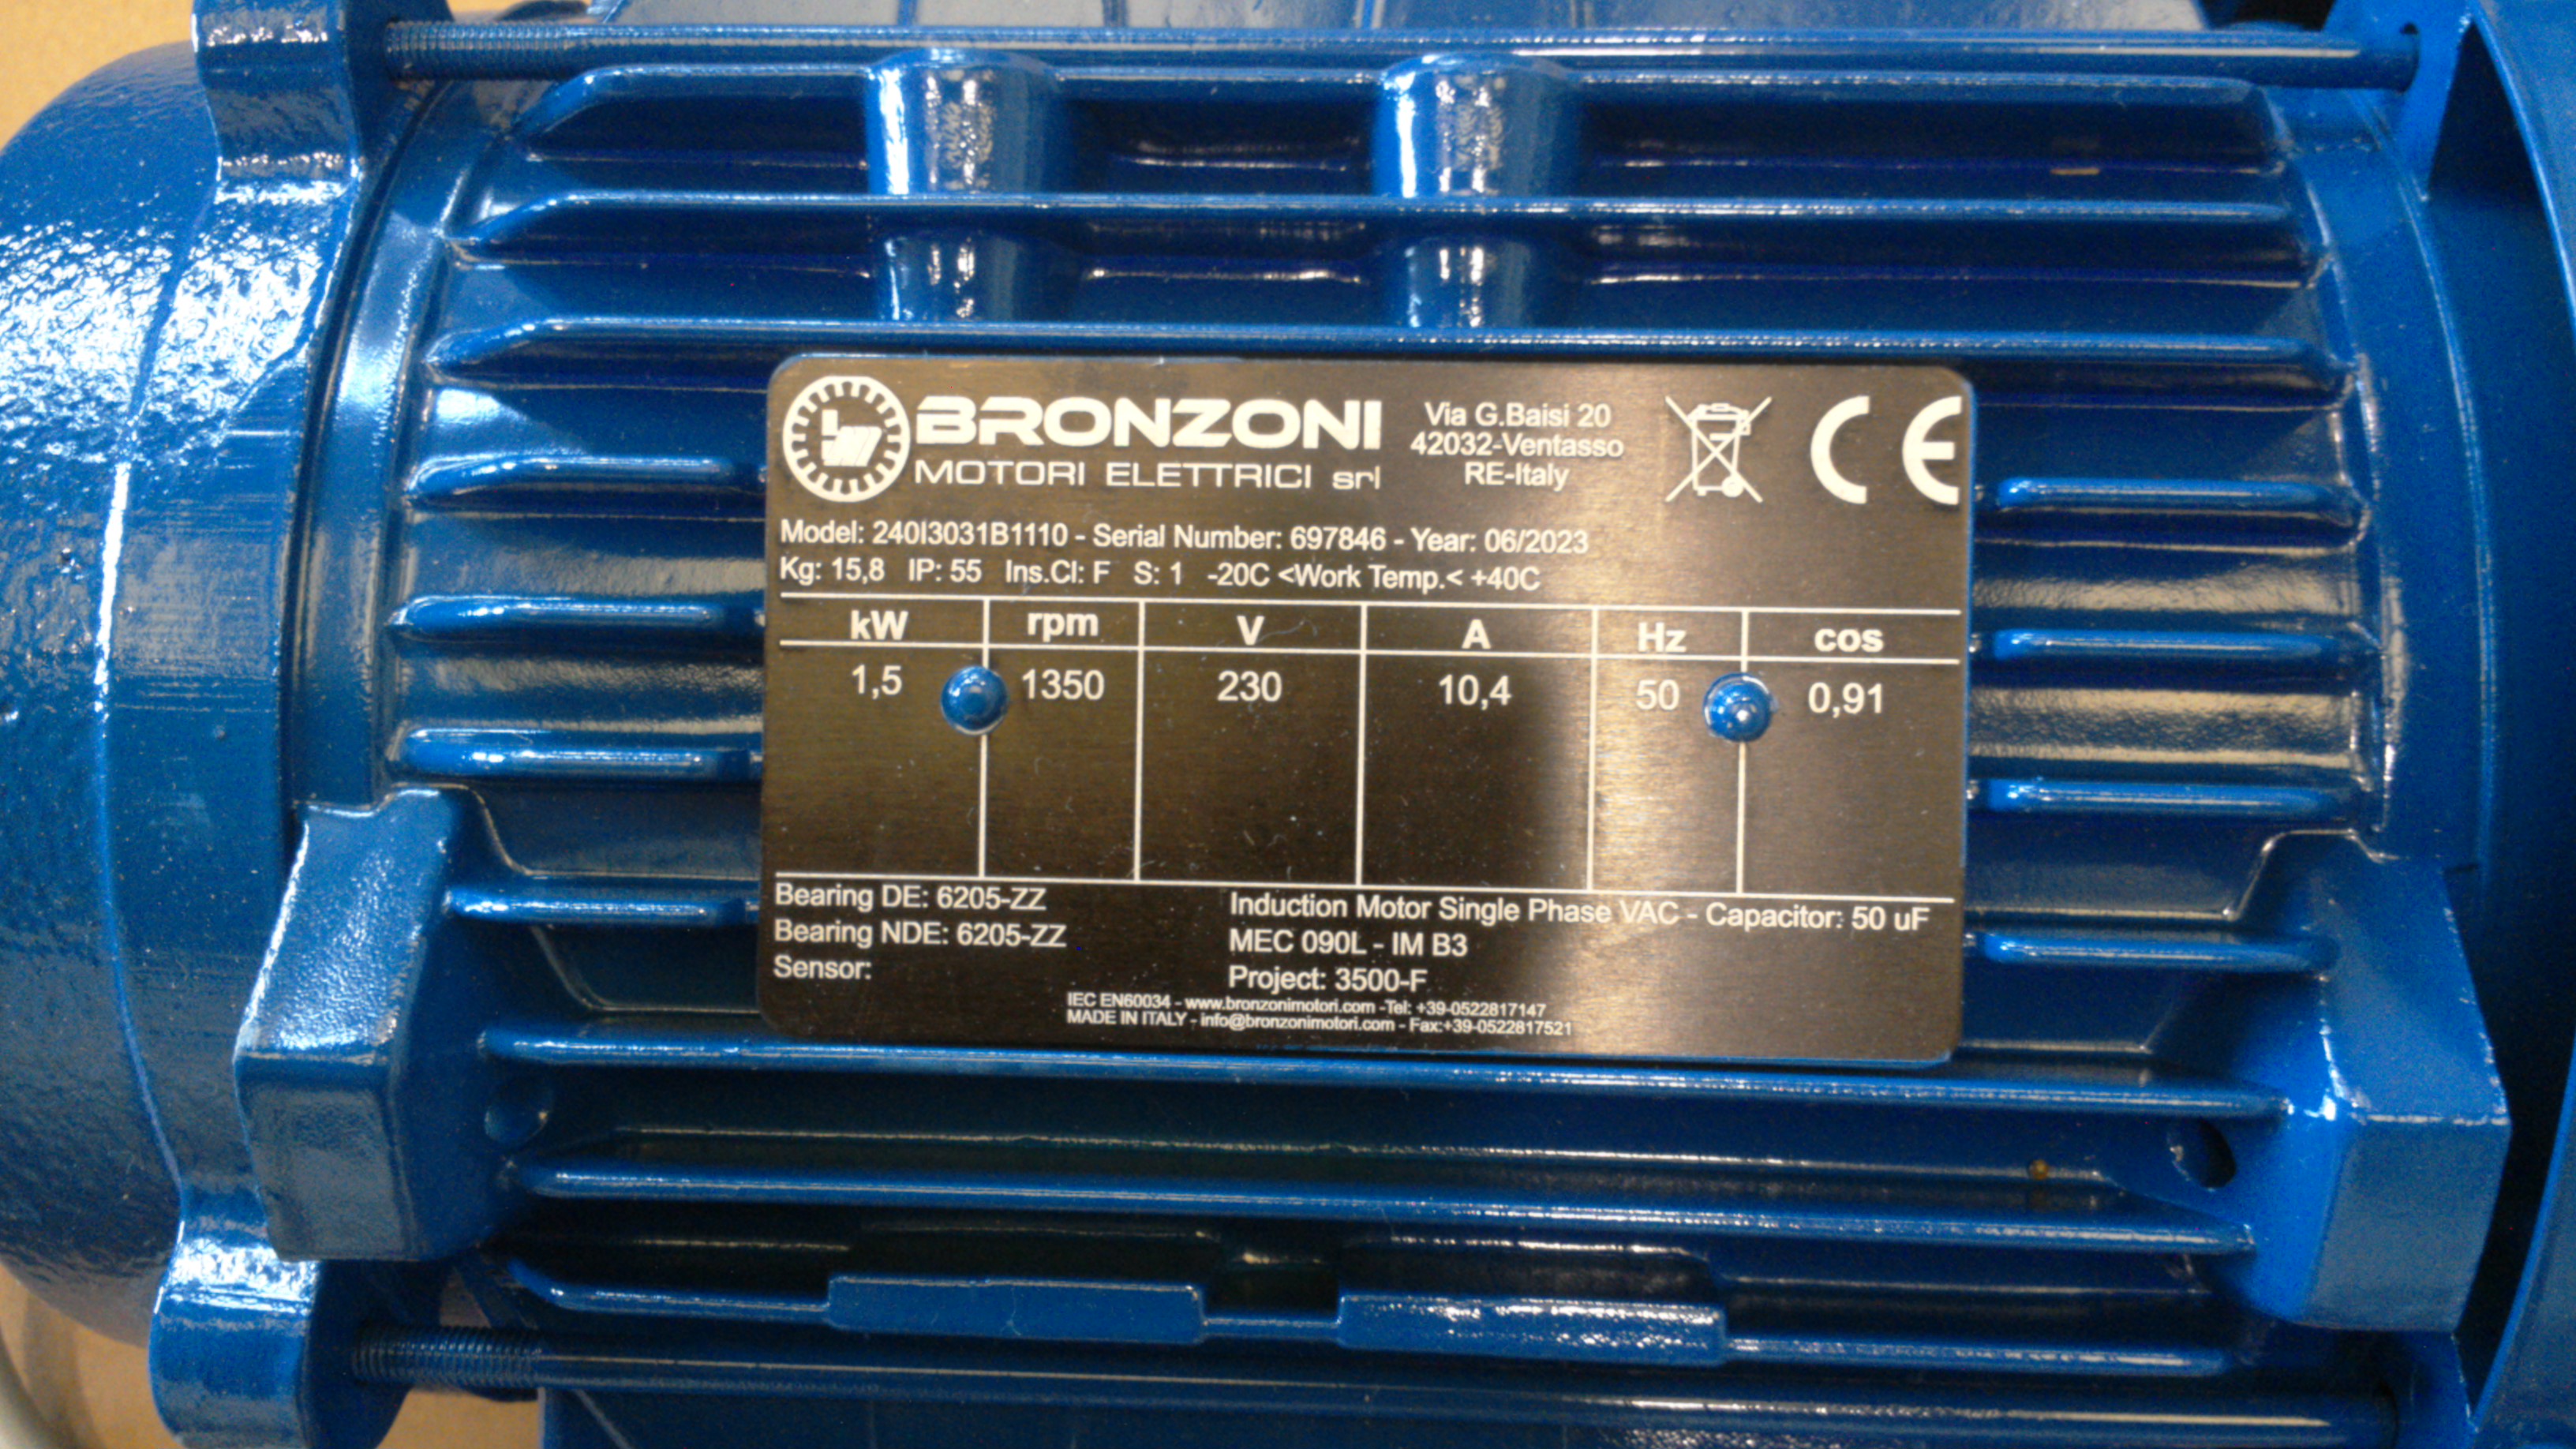 BRONZONI
MOTORI ELETTRICI srl
Via G.Baisi 20
42032-Ventasso
RE-Italy
CE
Model: 240I3031B1110 - Serial Number: 697846 - Year: 06/2023
Kg: 15,8 IP: 55 Ins.Cl: F S: 1 -20C <Work Temp.< +40C
kW rpm V A Hz cos
1,5 1350 230 10,4 50 0,91
Bearing DE: 6205-ZZ
Bearing NDE: 6205-ZZ
Sensor:
Induction Motor Single Phase VAC - Capacitor: 50 uF
MEC 090L - IM B3
Project: 3500-F
IEC EN60034 - www.bronzonimotori.com -Tel: +39-0522817147
MADE IN ITALY - info@bronzonimotori.com - Fax:+39-0522817521